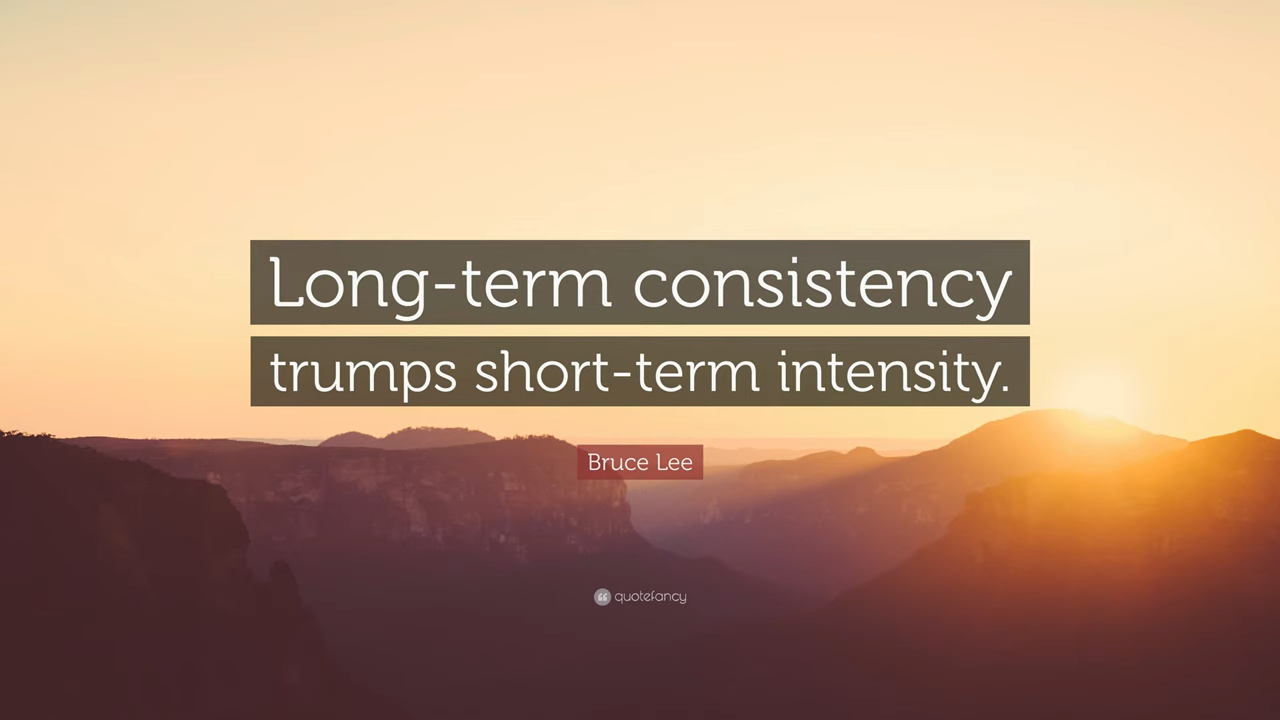 Long-term consistency
trumps short-term intensity.
Bruce Lee
quotefancy